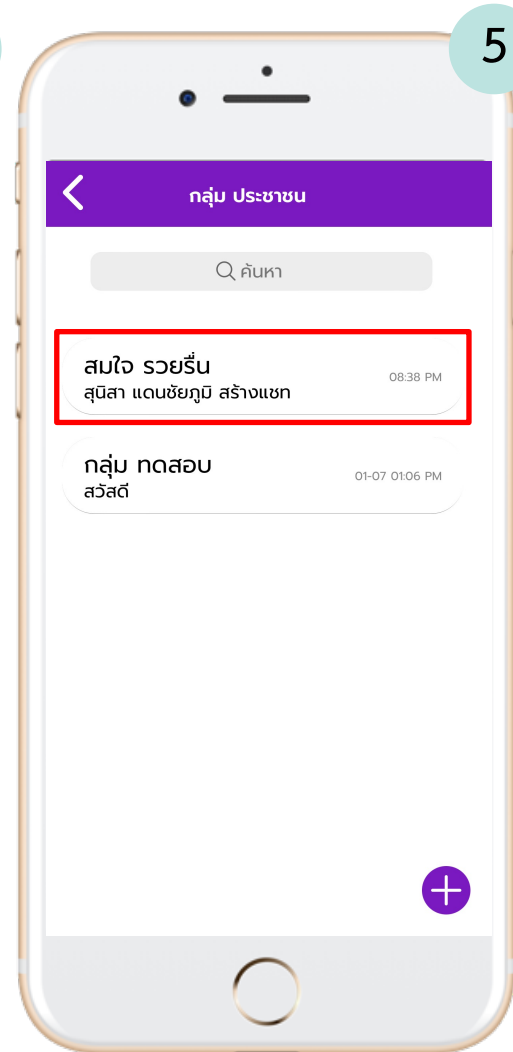 5
กลุ่ม ประชาชน
ค้นหา
สมใจ รวยรื่น
สุนิสา แดนชัยภูมิ สร้างแชท
08:38 PM
กลุ่ม ทดสอบ
สวัสดี
01-07 01:06 PM